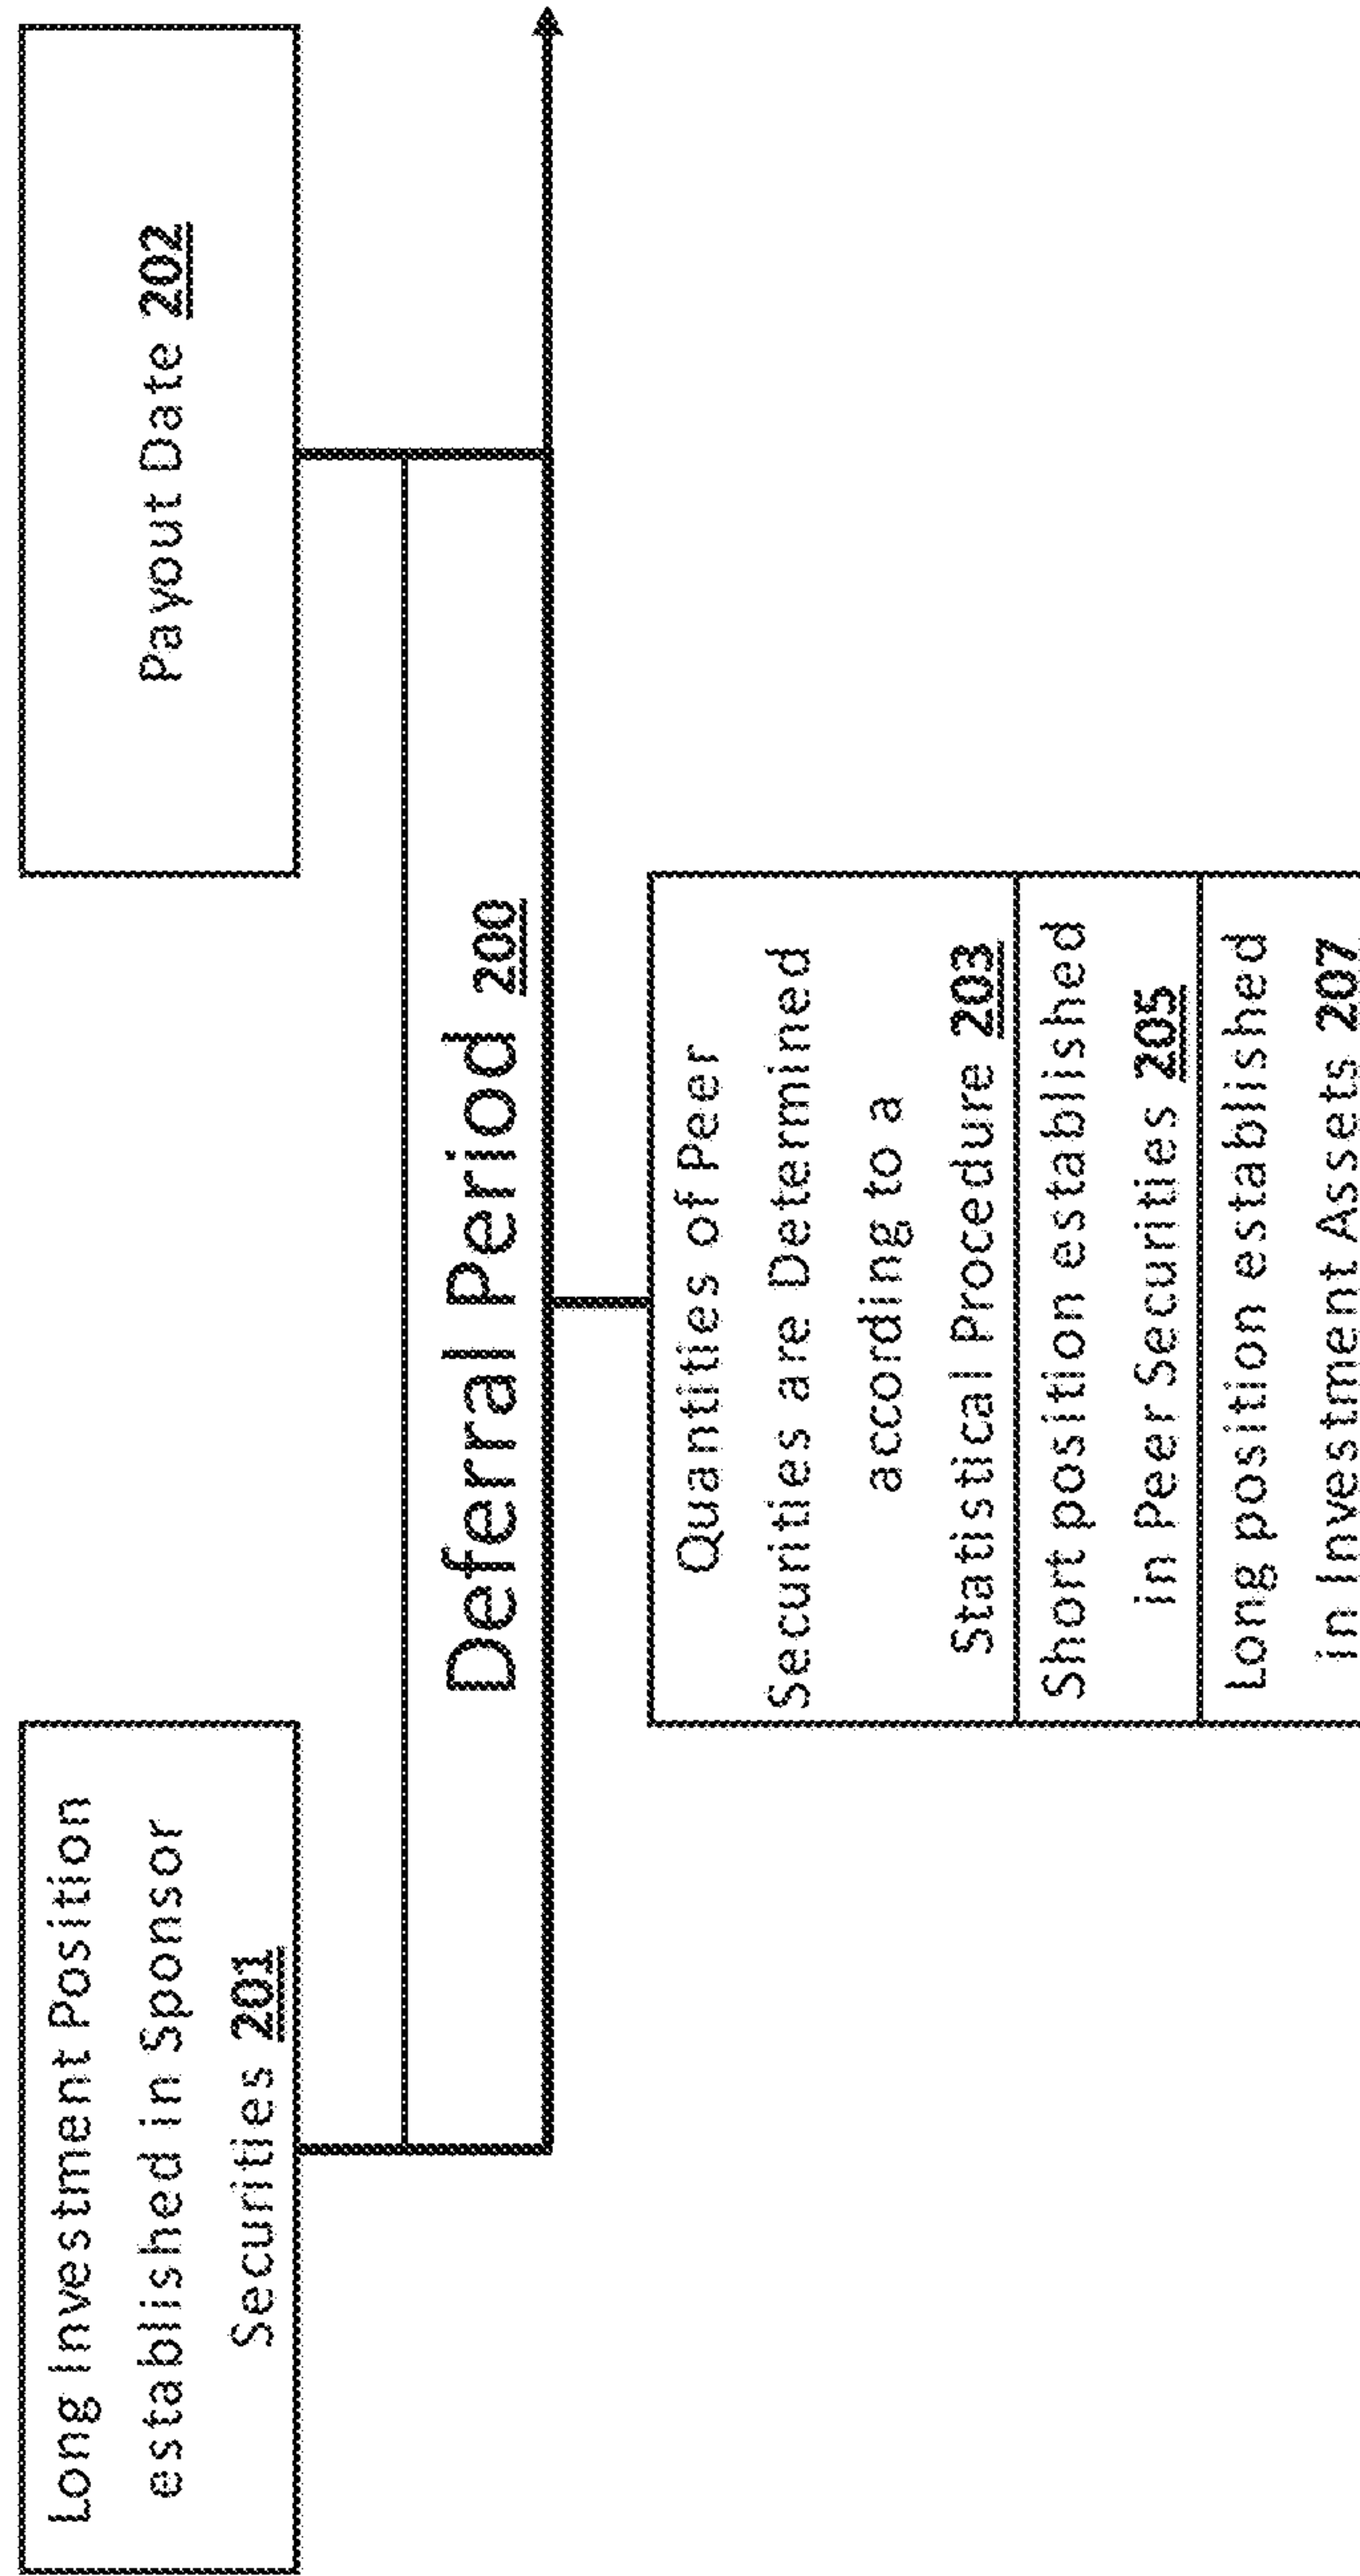 Long Investment Position
established in Sponsor
Securities 201
Payout Date 202
Deferral Period 200
Quantities of Peer
Securities are Determined
according to a
Statistical Procedure 203
Short position established
in Peer Securities 205
Long position established
in Investment Assets 207